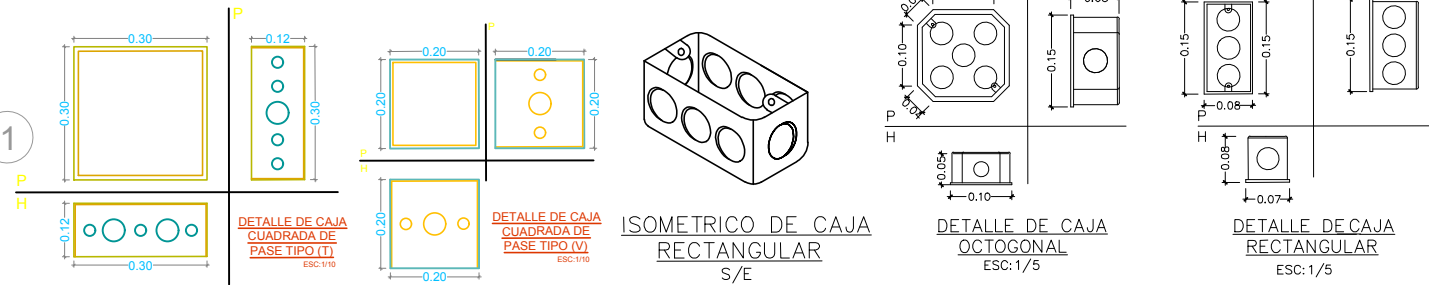 1
P
0.30
0.30
0.12
0.30
P
H
0.12
0.30
DETALLE DE CAJA
CUADRADA DE
PASE TIPO (T)
ESC:1/10
P
0.20
0.20
0.20
0.20
P
H
0.20
0.20
DETALLE DE CAJA
CUADRADA DE
PASE TIPO (V)
ESC:1/10
ISOMETRICO DE CAJA
RECTANGULAR
S/E
0.10
0.15
P
H
0.05
0.10
DETALLE DE CAJA
OCTOGONAL
ESC: 1/5
0.15
0.15
0.08
0.15
P
H
0.08
0.07
DETALLE DE CAJA
RECTANGULAR
ESC: 1/5